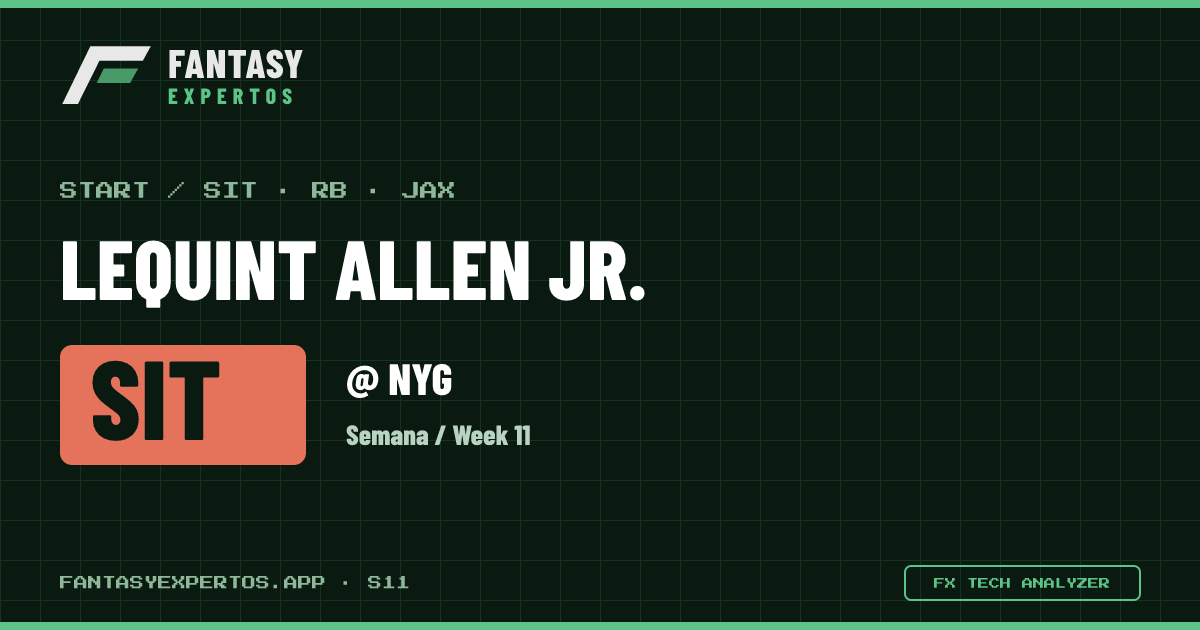 FANTASY
EXPERTOS
START / SIT · RB · JAX
LEQUINT ALLEN JR.
SIT
@ NYG
Semana / Week 11
FANTASYEXPERTOS.APP · S11
FX TECH ANALYZER